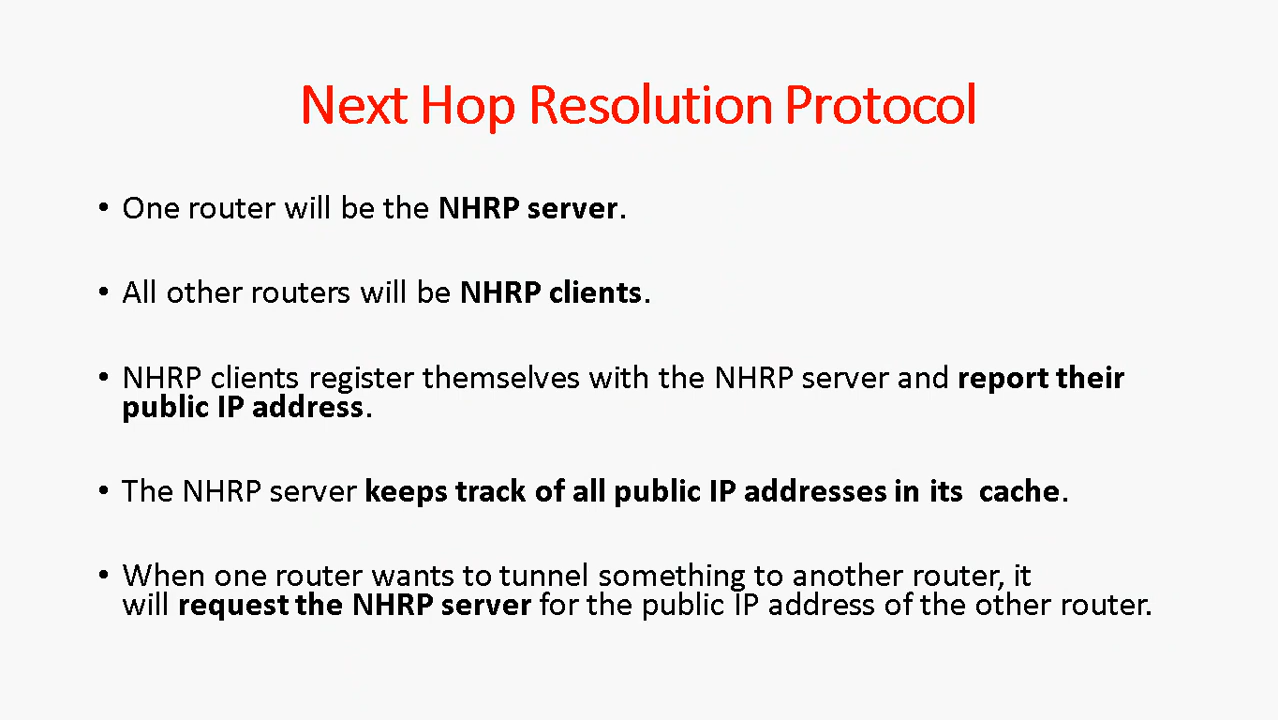 Next Hop Resolution Protocol
• One router will be the NHRP server.
• All other routers will be NHRP clients.
• NHRP clients register themselves with the NHRP server and report their
public IP address.
• The NHRP server keeps track of all public IP addresses in its  cache.
• When one router wants to tunnel something to another router, it
will request the NHRP server for the public IP address of the other router.